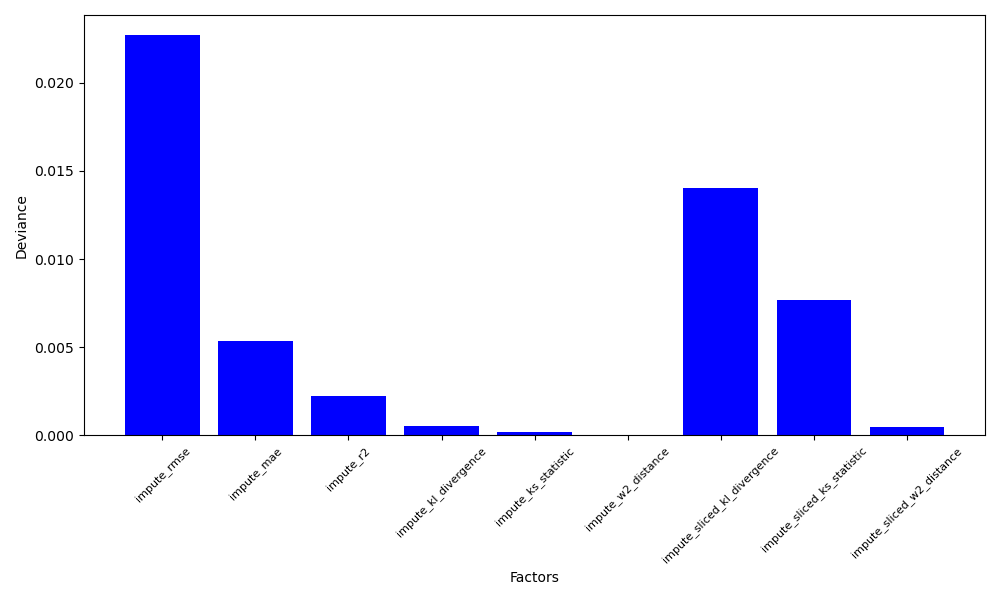 Deviance
0.020
0.015
0.010
0.005
0.000
impute_rmse
impute_mae
impute_r2
impute_kl_divergence
impute_ks_statistic
impute_w2_distance
impute_sliced_kl_divergence
impute_sliced_ks_statistic
impute_sliced_w2_distance
Factors